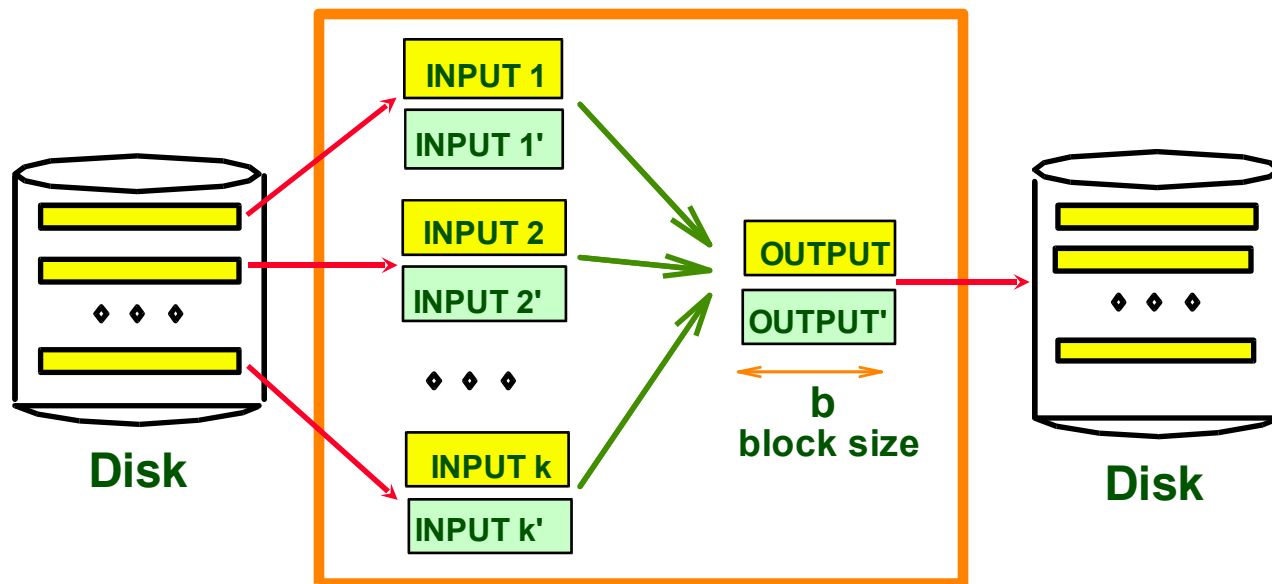 INPUT 1
INPUT 1'
INPUT 2
INPUT 2'
OUTPUT
OUTPUT'
b
block size
INPUT k
INPUT k'
Disk
Disk